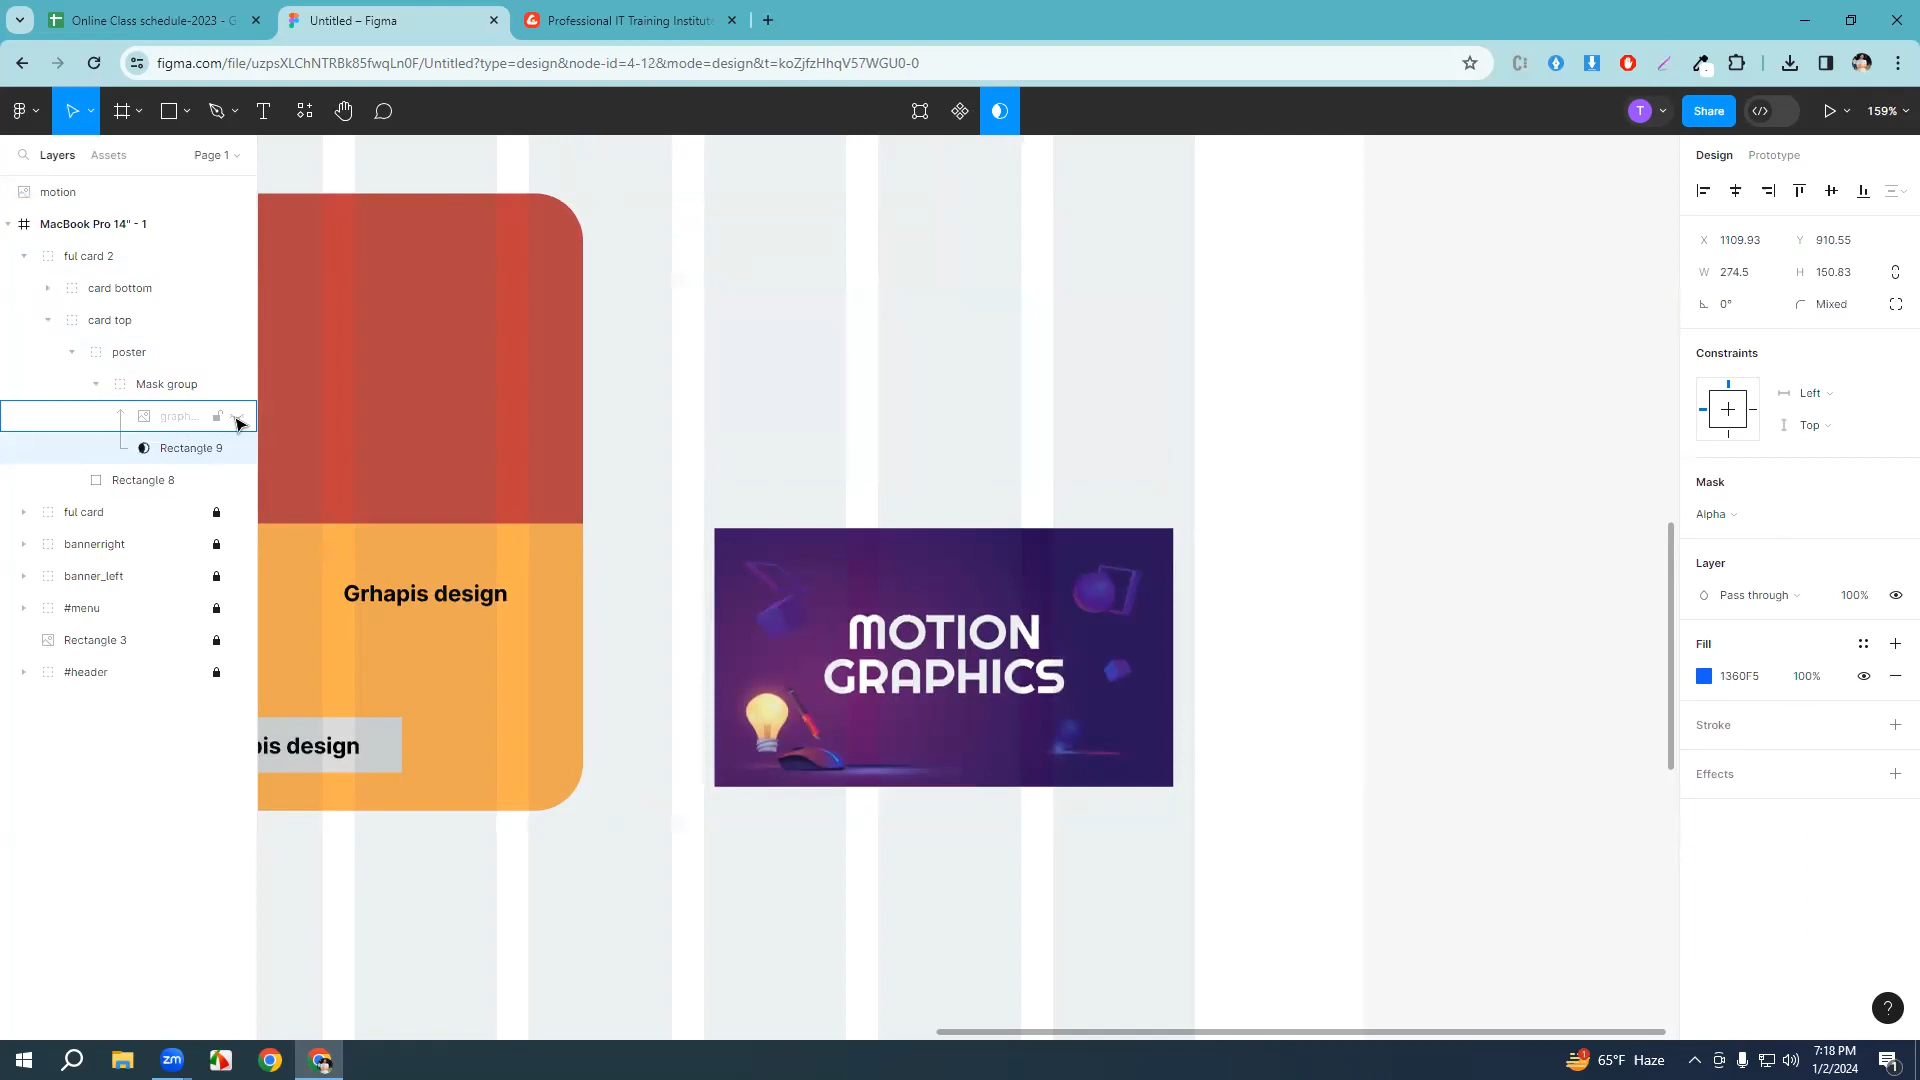 Online Class schedule-2023 - G
Untitled – Figma
Professional IT Training Institute
figma.com/file/uzpsXLChNTRBk85fwqLn0F/Untitled?type=design&node-id=4-12&mode=design&t=koZjfzHhqV57WGU0-0
T
Share
159%
Layers
Assets
Page 1
motion
MacBook Pro 14" - 1
ful card 2
card bottom
card top
poster
Mask group
graph...
Rectangle 9
Rectangle 8
ful card
bannerright
banner_left
#menu
Rectangle 3
#header
Grhapis design
is design
MOTION
GRAPHICS
Design
Prototype
X 1109.93
Y 910.55
W 274.5
H 150.83
0°
Mixed
Constraints
Left
Top
Mask
Alpha
Layer
Pass through
100%
Fill
1360F5
100%
Stroke
Effects
?
zm
1
65°F Haze
7:18 PM
1/2/2024
1